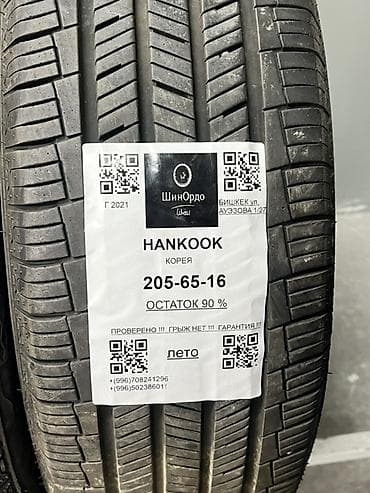 ШинОрдо
Г 2021
БИШКЕК ул.
АУЭЗОВА 1/27
HANKOOK
КОРЕЯ
205-65-16
ОСТАТОК 90 %
ПРОВЕРЕНО !!! ГРЫЖ НЕТ !!! ГАРАНТИЯ !!!
лето
+(996)708241296
+(996)502386011